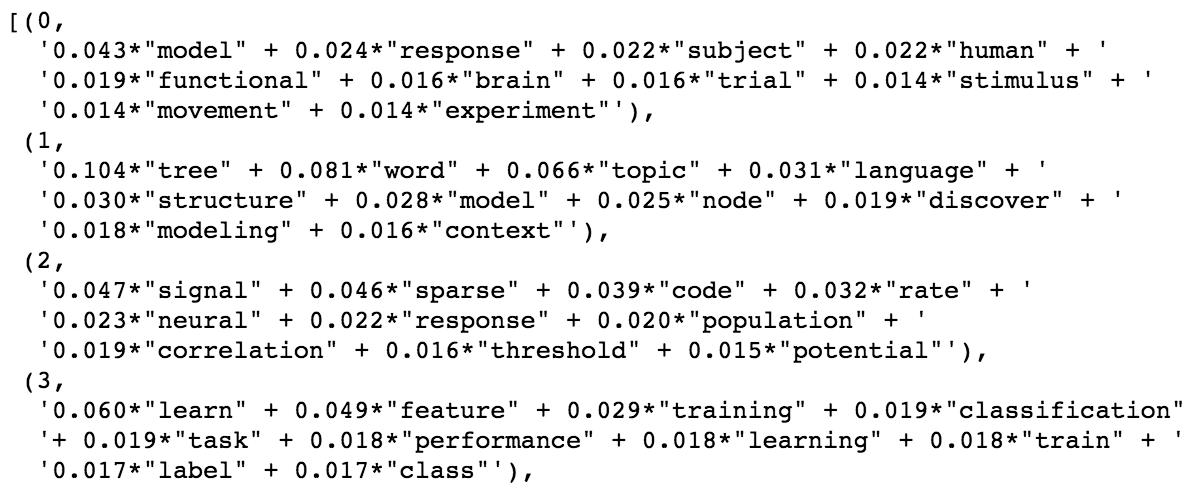 [(0,
'0.043*"model" + 0.024*"response" + 0.022*"subject" + 0.022*"human" + '
'0.019*"functional" + 0.016*"brain" + 0.016*"trial" + 0.014*"stimulus" + '
'0.014*"movement" + 0.014*"experiment"'),
(1,
'0.104*"tree" + 0.081*"word" + 0.066*"topic" + 0.031*"language" + '
'0.030*"structure" + 0.028*"model" + 0.025*"node" + 0.019*"discover" + '
'0.018*"modeling" + 0.016*"context"'),
(2,
'0.047*"signal" + 0.046*"sparse" + 0.039*"code" + 0.032*"rate" + '
'0.023*"neural" + 0.022*"response" + 0.020*"population" + '
'0.019*"correlation" + 0.016*"threshold" + 0.015*"potential"'),
(3,
'0.060*"learn" + 0.049*"feature" + 0.029*"training" + 0.019*"classification"
'+ 0.019*"task" + 0.018*"performance" + 0.018*"learning" + 0.018*"train" + '
'0.017*"label" + 0.017*"class"'),